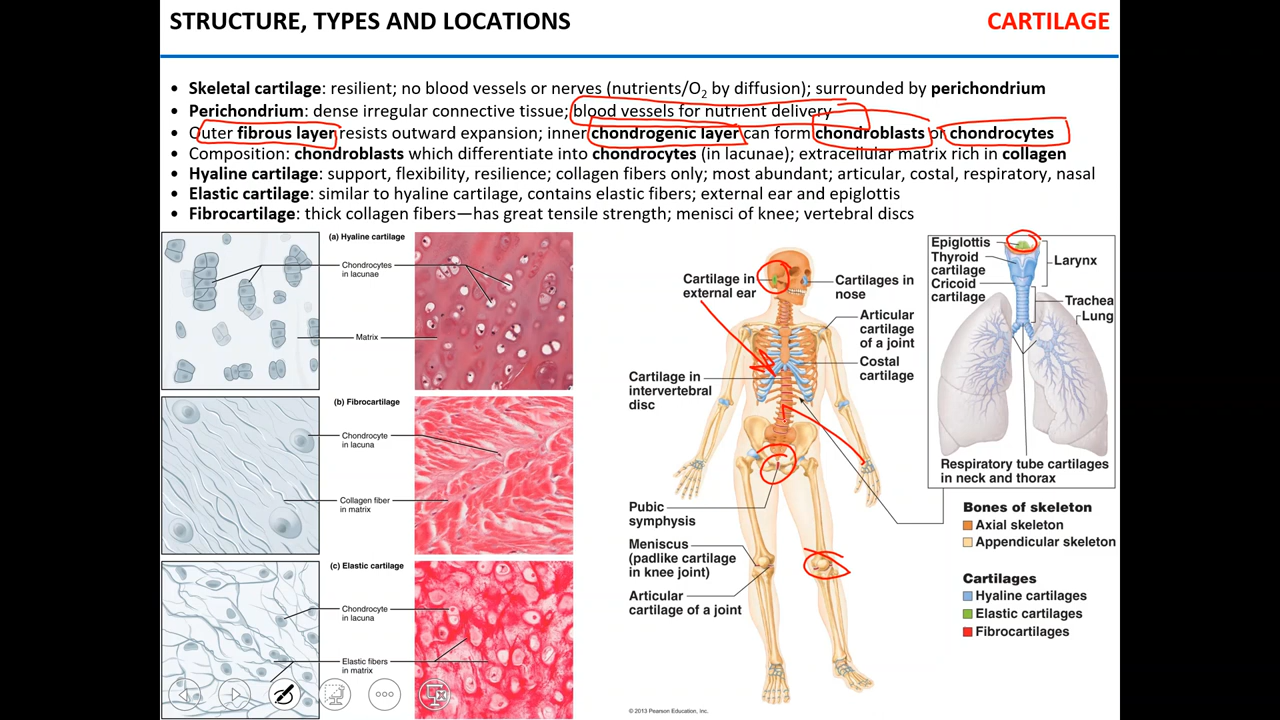 STRUCTURE, TYPES AND LOCATIONS
CARTILAGE
• Skeletal cartilage: resilient; no blood vessels or nerves (nutrients/O2 by diffusion); surrounded by perichondrium
• Perichondrium: dense irregular connective tissue; blood vessels for nutrient delivery
• Outer fibrous layer resists outward expansion; inner chondrogenic layer can form chondroblasts or chondrocytes
• Composition: chondroblasts which differentiate into chondrocytes (in lacunae); extracellular matrix rich in collagen
• Hyaline cartilage: support, flexibility, resilience; collagen fibers only; most abundant; articular, costal, respiratory, nasal
• Elastic cartilage: similar to hyaline cartilage, contains elastic fibers; external ear and epiglottis
• Fibrocartilage: thick collagen fibers—has great tensile strength; menisci of knee; vertebral discs
(a) Hyaline cartilage
Chondrocytes
in lacunae
Matrix
(b) Fibrocartilage
Chondrocyte
in lacuna
Collagen fiber
in matrix
(c) Elastic cartilage
Chondrocyte
in lacuna
Elastic fibers
in matrix
Cartilage in
external ear
Cartilages in
nose
Articular
cartilage
of a joint
Costal
cartilage
Cartilage in
intervertebral
disc
Pubic
symphysis
Meniscus
(padlike cartilage
in knee joint)
Articular
cartilage of a joint
Epiglottis
Thyroid
cartilage
Cricoid
cartilage
Larynx
Trachea
Lung
Respiratory tube cartilages
in neck and thorax
Bones of skeleton
Axial skeleton
Appendicular skeleton
Cartilages
Hyaline cartilages
Elastic cartilages
Fibrocartilages
© 2013 Pearson Education, Inc.